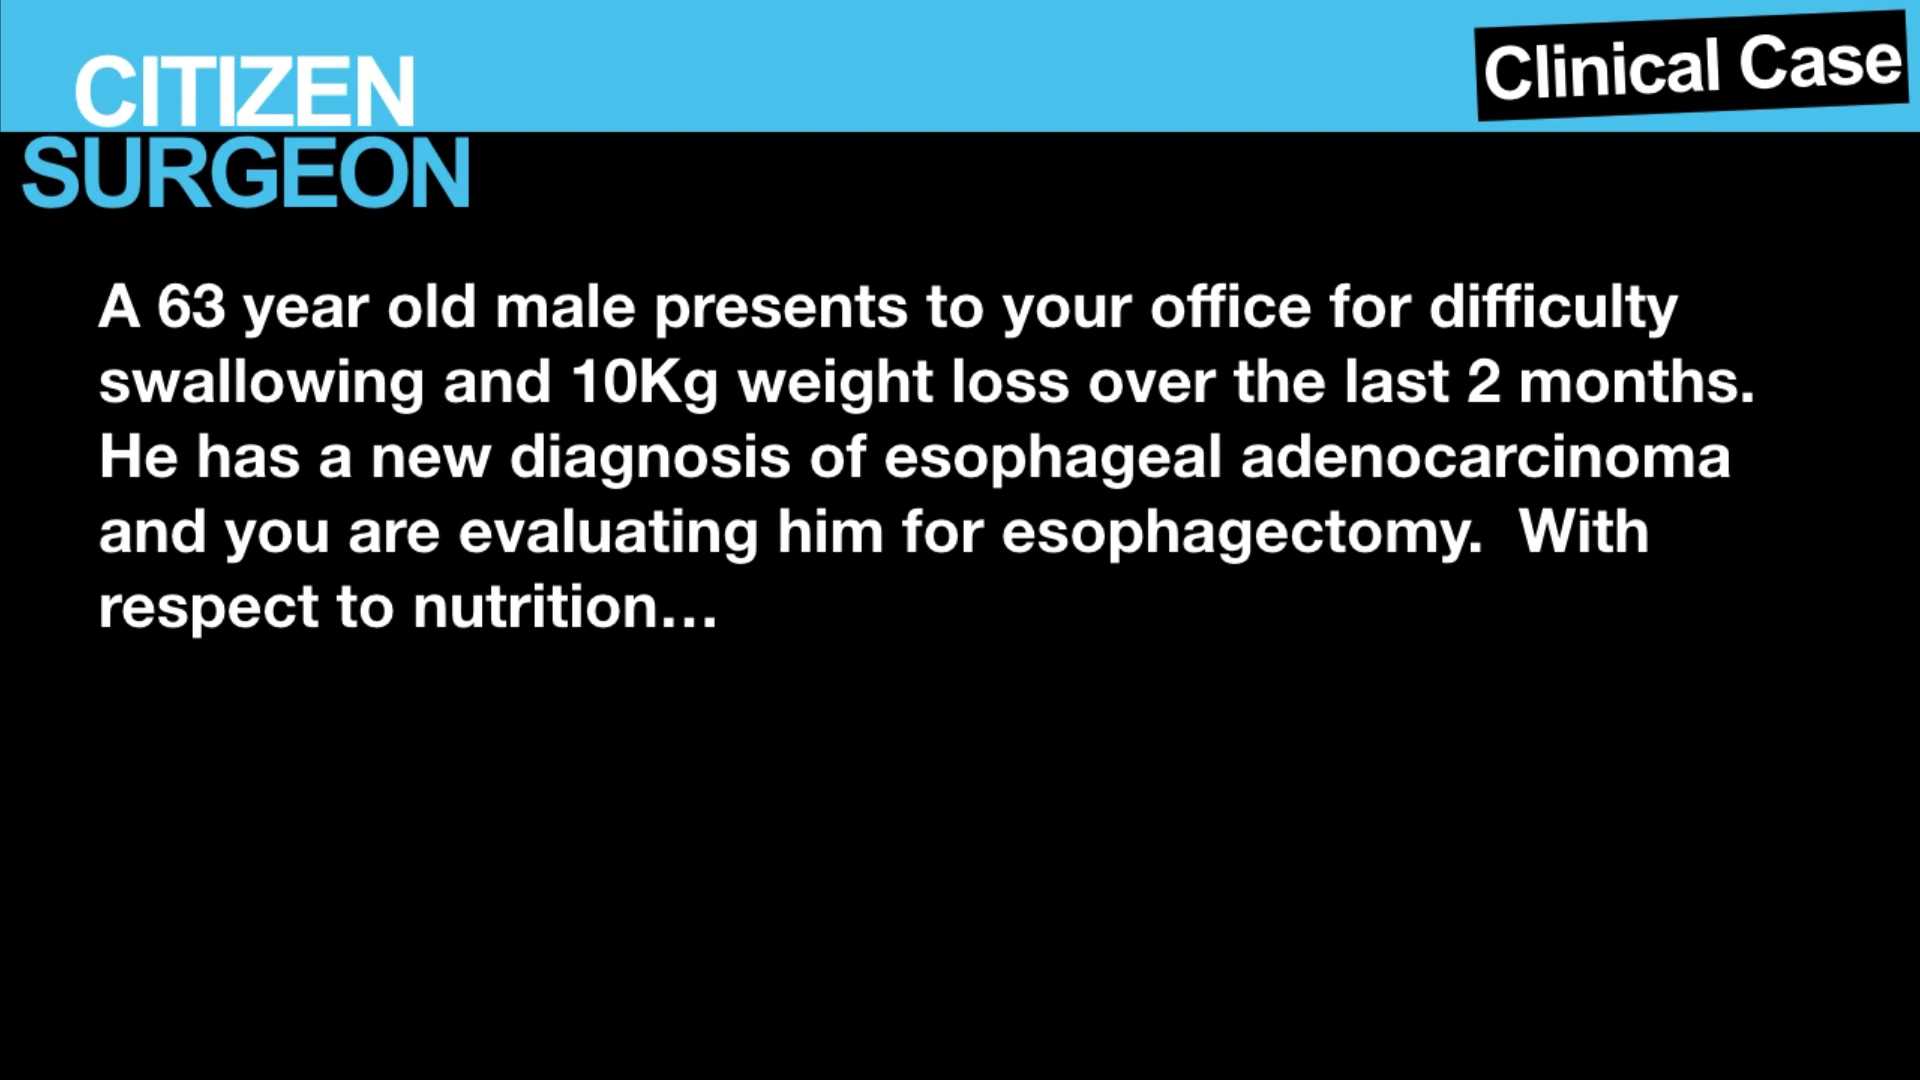 CITIZEN
SURGEON
Clinical Case
A 63 year old male presents to your office for difficulty
swallowing and 10Kg weight loss over the last 2 months.
He has a new diagnosis of esophageal adenocarcinoma
and you are evaluating him for esophagectomy.  With
respect to nutrition…